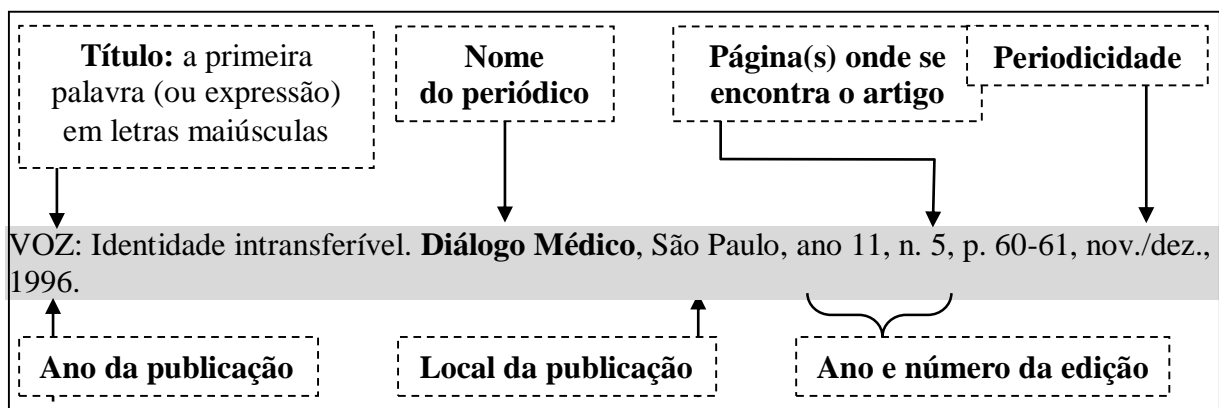 Título: a primeira
palavra (ou expressão)
em letras maiúsculas
Nome
do periódico
Página(s) onde se
encontra o artigo
Periodicidade
VOZ: Identidade intransferível. Diálogo Médico, São Paulo, ano 11, n. 5, p. 60-61, nov./dez.,
1996.
Ano da publicação
Local da publicação
Ano e número da edição